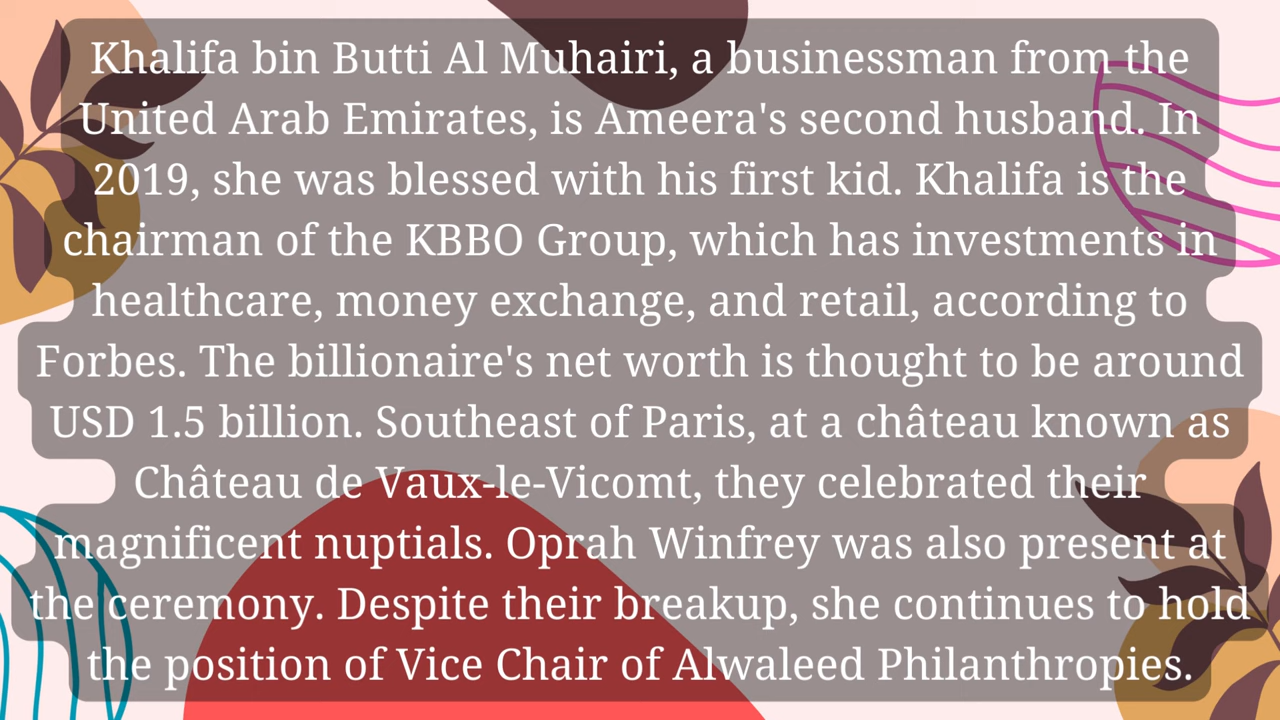 Khalifa bin Butti Al Muhairi, a businessman from the
United Arab Emirates, is Ameera's second husband. In
2019, she was blessed with his first kid. Khalifa is the
chairman of the KBBO Group, which has investments in
healthcare, money exchange, and retail, according to
Forbes. The billionaire's net worth is thought to be around
USD 1.5 billion. Southeast of Paris, at a château known as
Château de Vaux-le-Vicomt, they celebrated their
magnificent nuptials. Oprah Winfrey was also present at
the ceremony. Despite their breakup, she continues to hold
the position of Vice Chair of Alwaleed Philanthropies.